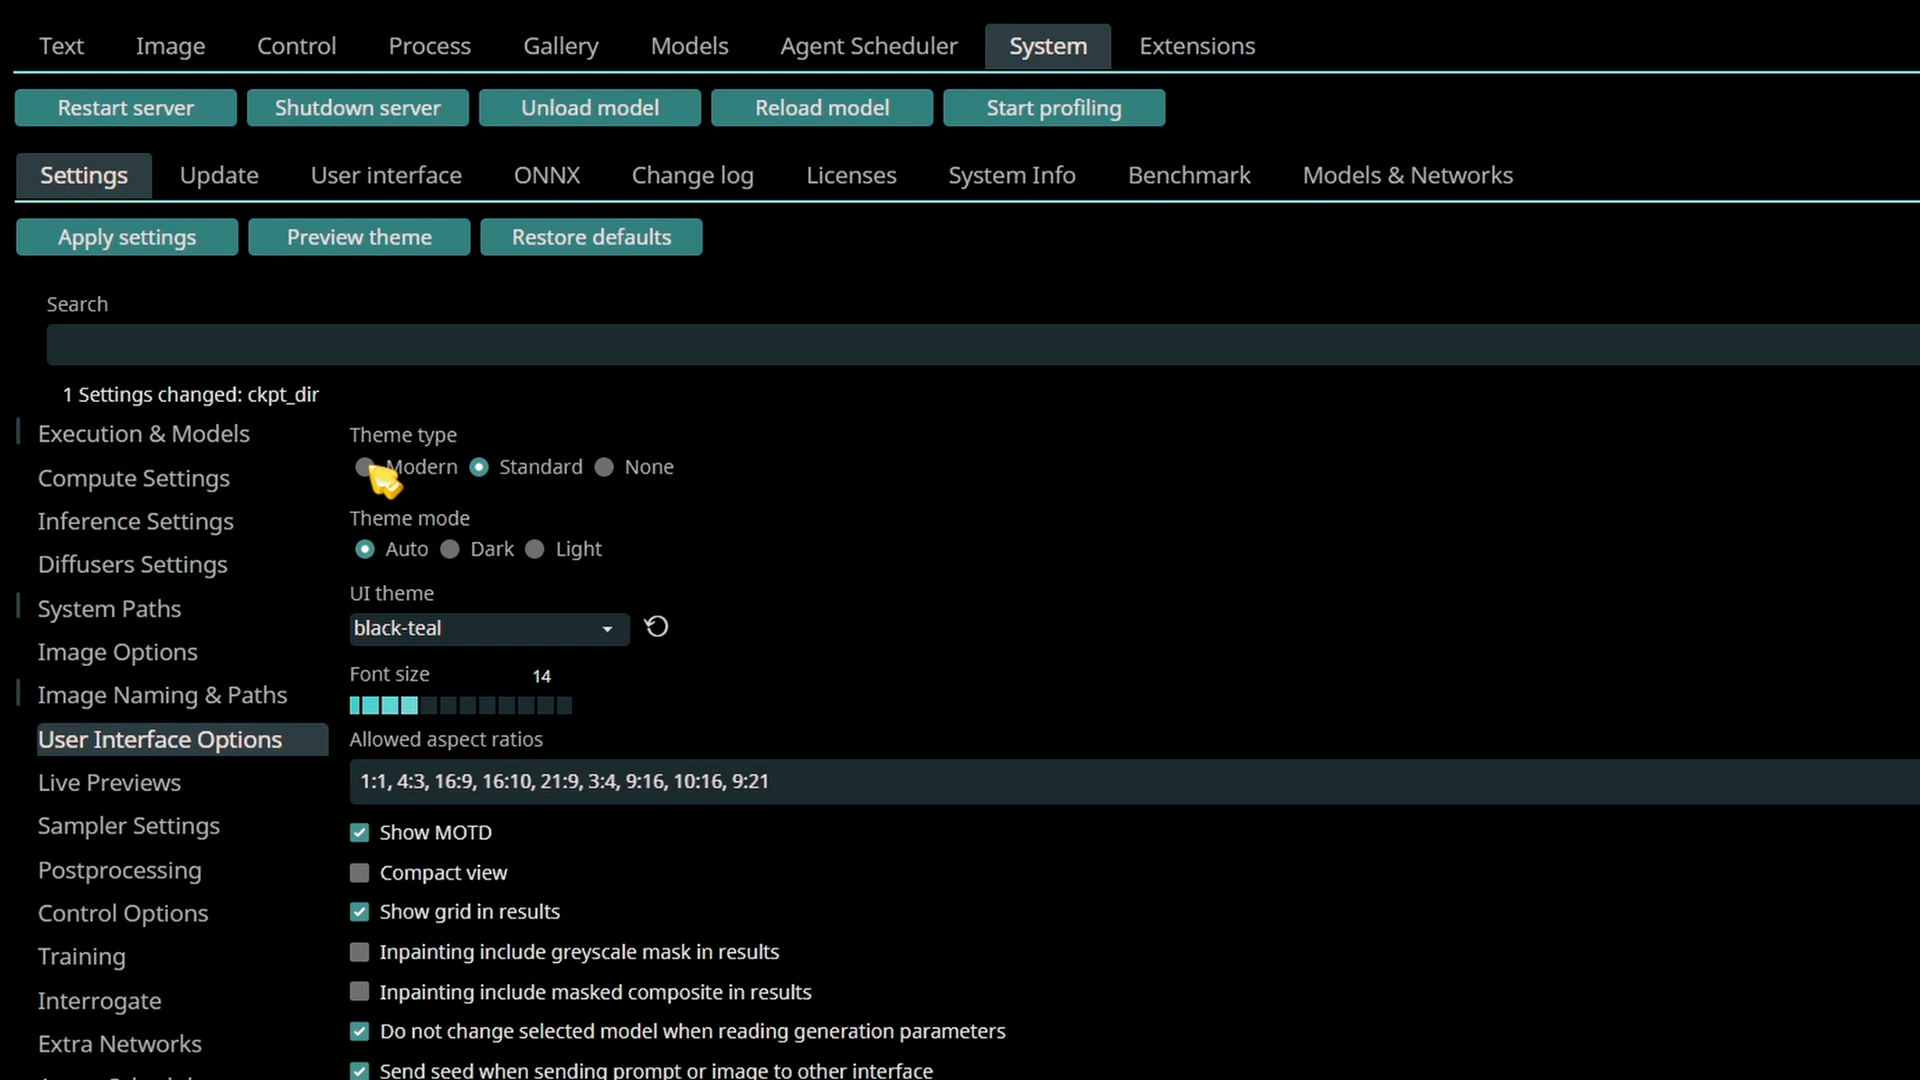 Text Image Control Process Gallery Models Agent Scheduler System Extensions
Restart server Shutdown server Unload model Reload model Start profiling
Settings Update User interface ONNX Change log Licenses System Info Benchmark Models & Networks
Apply settings Preview theme Restore defaults
Search
1 Settings changed: ckpt_dir
Execution & Models
Compute Settings
Inference Settings
Diffusers Settings
System Paths
Image Options
Image Naming & Paths
User Interface Options
Live Previews
Sampler Settings
Postprocessing
Control Options
Training
Interrogate
Extra Networks
Theme type
Modern Standard None
Theme mode
Auto Dark Light
UI theme
black-teal
Font size 14
Allowed aspect ratios
1:1, 4:3, 16:9, 16:10, 21:9, 3:4, 9:16, 10:16, 9:21
Show MOTD
Compact view
Show grid in results
Inpainting include greyscale mask in results
Inpainting include masked composite in results
Do not change selected model when reading generation parameters
Send seed when sending prompt or image to other interface